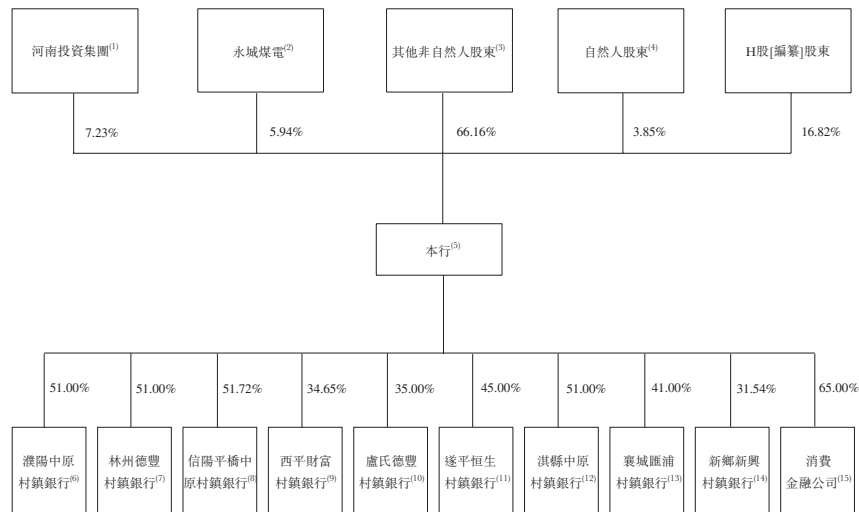 河南投資集團(1)
永城煤電(2)
其他非自然人股東(3)
自然人股東(4)
H股[編纂]股東
7.23%
5.94%
66.16%
3.85%
16.82%
本行(5)
51.00%
51.00%
51.72%
34.65%
35.00%
45.00%
51.00%
41.00%
31.54%
65.00%
濮陽中原
村鎮銀行(6)
林州德豐
村鎮銀行(7)
信陽平橋中
原村鎮銀行(8)
西平財富
村鎮銀行(9)
盧氏德豐
村鎮銀行(10)
遂平恒生
村鎮銀行(11)
淇縣中原
村鎮銀行(12)
襄城匯浦
村鎮銀行(13)
新鄉新興
村鎮銀行(14)
消費
金融公司(15)